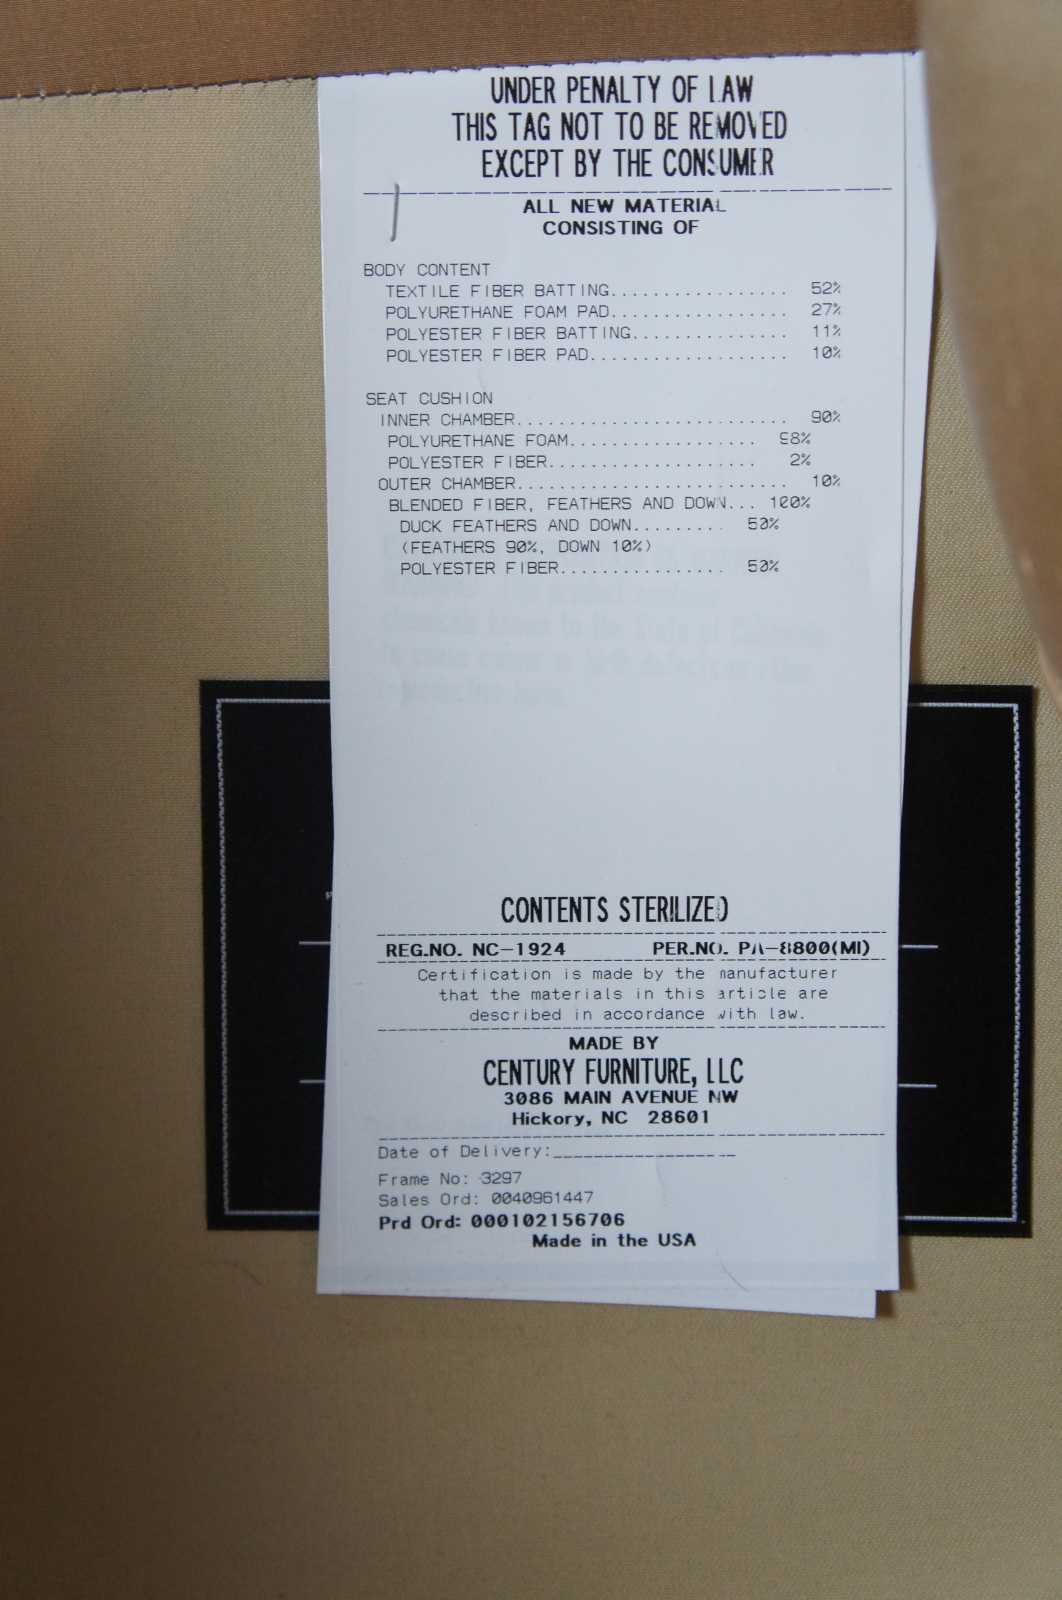 UNDER PENALTY OF LAW
THIS TAG NOT TO BE REMOVED
EXCEPT BY THE CONSUMER
ALL NEW MATERIAL
CONSISTING OF
BODY CONTENT
TEXTILE FIBER BATTING................. 52%
POLYURETHANE FOAM PAD................. 27%
POLYESTER FIBER BATTING............... 11%
POLYESTER FIBER PAD................... 10%
SEAT CUSHION
INNER CHAMBER.......................... 90%
POLYURETHANE FOAM.................. 98%
POLYESTER FIBER.................... 2%
OUTER CHAMBER.......................... 10%
BLENDED FIBER, FEATHERS AND DOWN... 100%
DUCK FEATHERS AND DOWN......... 50%
(FEATHERS 90%, DOWN 10%)
POLYESTER FIBER................ 50%
CONTENTS STERILIZED
REG.NO. NC-1924 PER.NO. PA-8800(MI)
Certification is made by the manufacturer
that the materials in this article are
described in accordance with law.
MADE BY
CENTURY FURNITURE, LLC
3086 MAIN AVENUE NW
Hickory, NC 28601
Date of Delivery:__________________
Frame No: 3297
Sales Ord: 0040961447
Prd Ord: 000102156706
Made in the USA